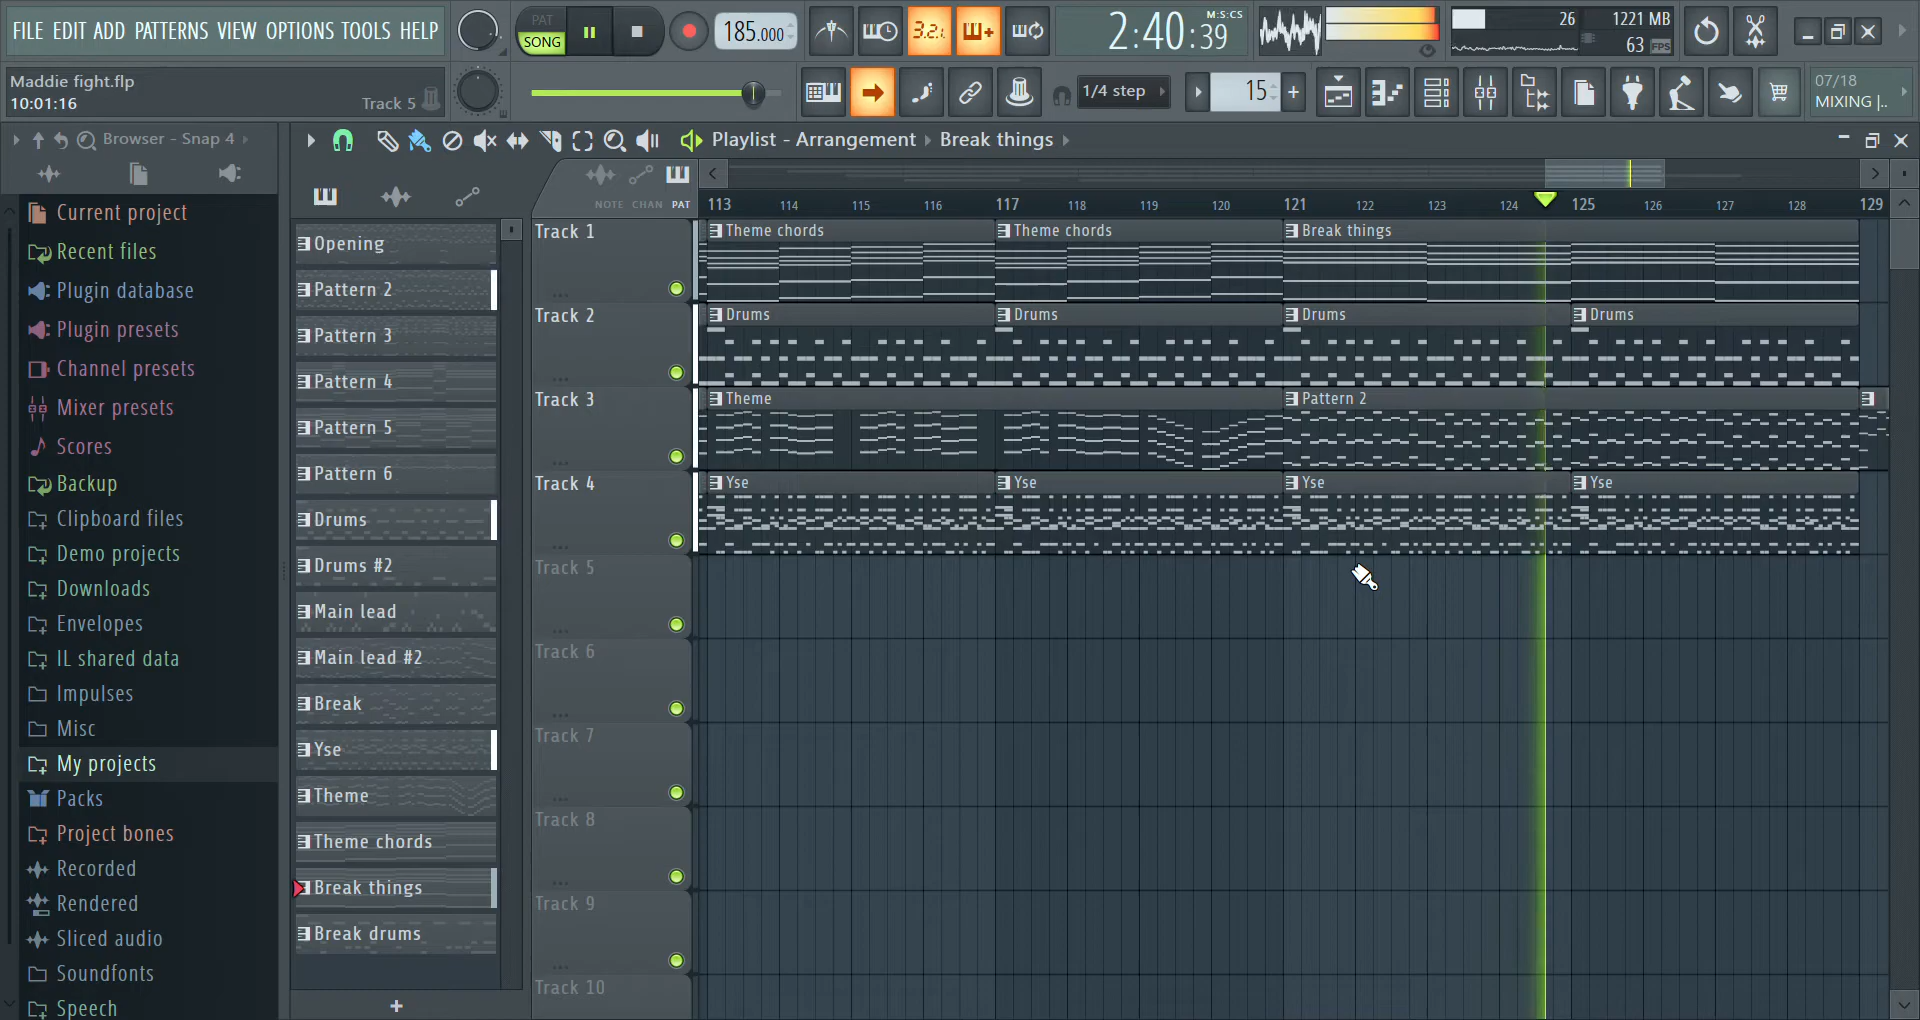 FILE EDIT ADD PATTERNS VIEW OPTIONS TOOLS HELP
PAT
SONG
185.000
3.2.1.
M:S:CS
2:40:39
26
1221 MB
63 FPS
Maddie fight.flp
10:01:16
Track 5
1/4 step
15
07/18
MIXING |..
Browser - Snap 4
Playlist - Arrangement
Break things
Current project
Recent files
Plugin database
Plugin presets
Channel presets
Mixer presets
Scores
Backup
Clipboard files
Demo projects
Downloads
Envelopes
IL shared data
Impulses
Misc
My projects
Packs
Project bones
Recorded
Rendered
Sliced audio
Soundfonts
Speech
Opening
Pattern 2
Pattern 3
Pattern 4
Pattern 5
Pattern 6
Drums
Drums #2
Main lead
Main lead #2
Break
Yse
Theme
Theme chords
Break things
Break drums
+
NOTE CHAN PAT
113 114 115 116 117 118 119 120 121 122 123 124 125 126 127 128 129
Track 1
Theme chords
Theme chords
Break things
Track 2
Drums
Drums
Drums
Drums
Track 3
Theme
Pattern 2
Track 4
Yse
Yse
Yse
Yse
Track 5
Track 6
Track 7
Track 8
Track 9
Track 10